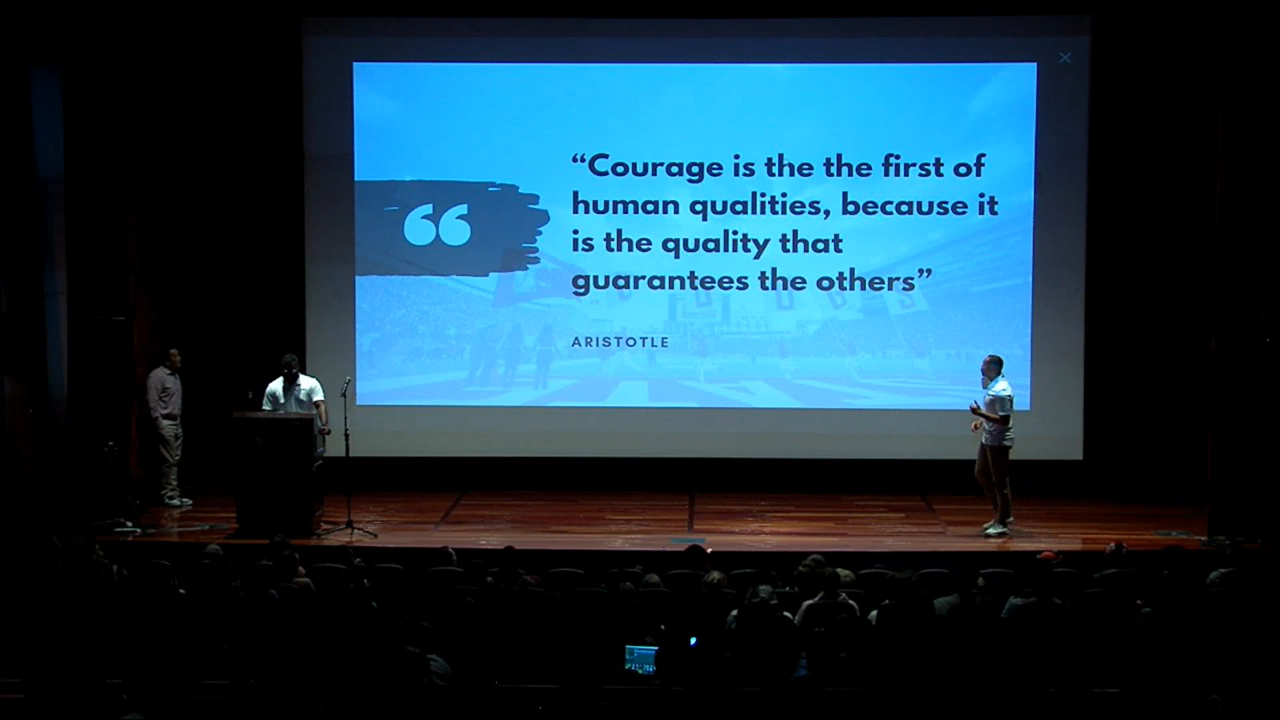 “Courage is the the first of
human qualities, because it
is the quality that
guarantees the others”
ARISTOTLE